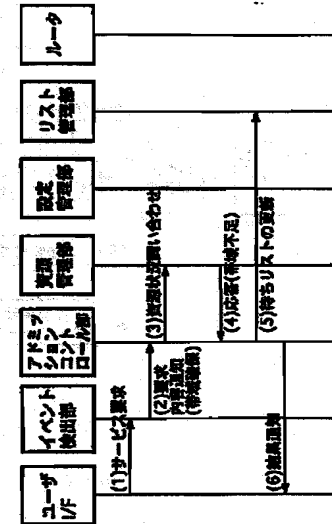 ユーザ
I/F
イベント
検出部
アドミッ
ション
コント
ロール部
資源
管理部
設定
管理部
リスト
管理部
ルータ
(1)サービス要求
(2)要求
内容通知
(帯域確保)
(3)資源状況問い合わせ
(4)応答(帯域不足)
(5)待ちリストの更新
(6)結果通知